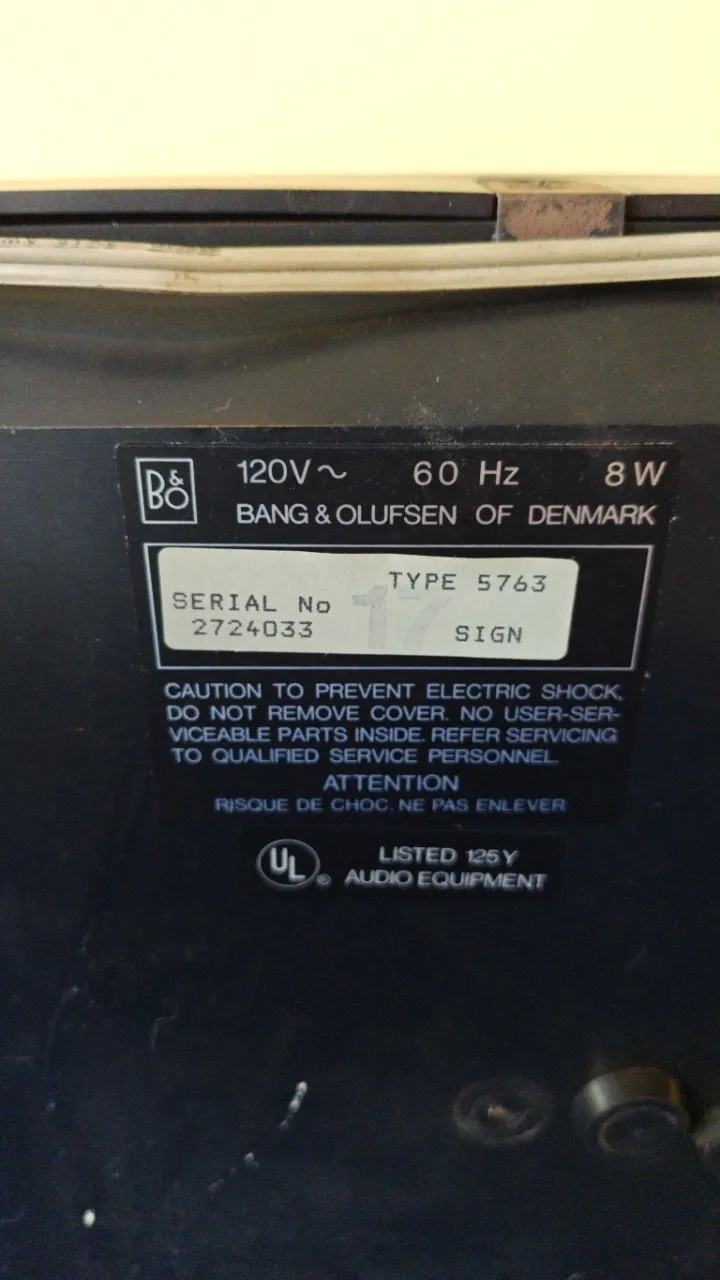 B&O
120V~ 60 Hz 8W
BANG & OLUFSEN OF DENMARK
TYPE 5763
SERIAL No 17
2724033 SIGN
CAUTION TO PREVENT ELECTRIC SHOCK,
DO NOT REMOVE COVER. NO USER-SER-
VICEABLE PARTS INSIDE. REFER SERVICING
TO QUALIFIED SERVICE PERSONNEL.
ATTENTION
RISQUE DE CHOC. NE PAS ENLEVER
UL ® LISTED 125Y
AUDIO EQUIPMENT